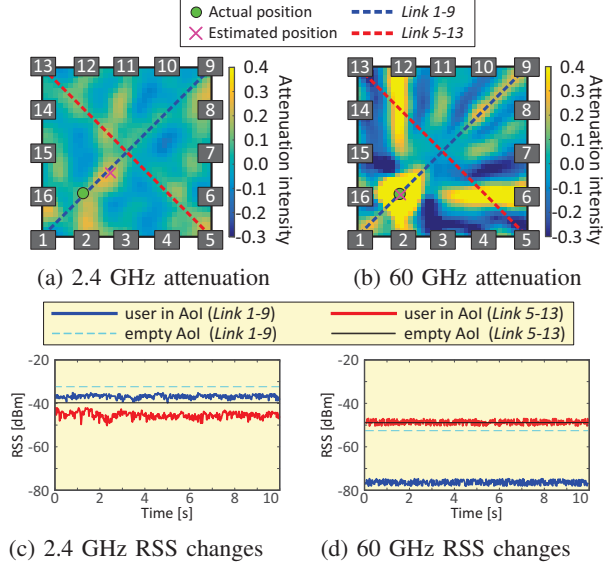 Actual position Link 1-9
Estimated position Link 5-13
13 12 11 10 9 0.4
14 8 0.3
0.2
15 7 0.1
0.0
16 6 -0.1
-0.2
1 2 3 4 5 -0.3
Attenuation intensity
13 12 11 10 9 0.4
14 8 0.3
0.2
15 7 0.1
0.0
16 6 -0.1
-0.2
1 2 3 4 5 -0.3
Attenuation intensity
(a) 2.4 GHz attenuation
(b) 60 GHz attenuation
user in AoI (Link 1-9) user in AoI (Link 5-13)
empty AoI (Link 1-9) empty AoI (Link 5-13)
-20
-40
-60
-80
RSS [dBm]
0 2 4 6 8 10
Time [s]
-20
-40
-60
-80
RSS [dBm]
0 2 4 6 8 10
Time [s]
(c) 2.4 GHz RSS changes
(d) 60 GHz RSS changes